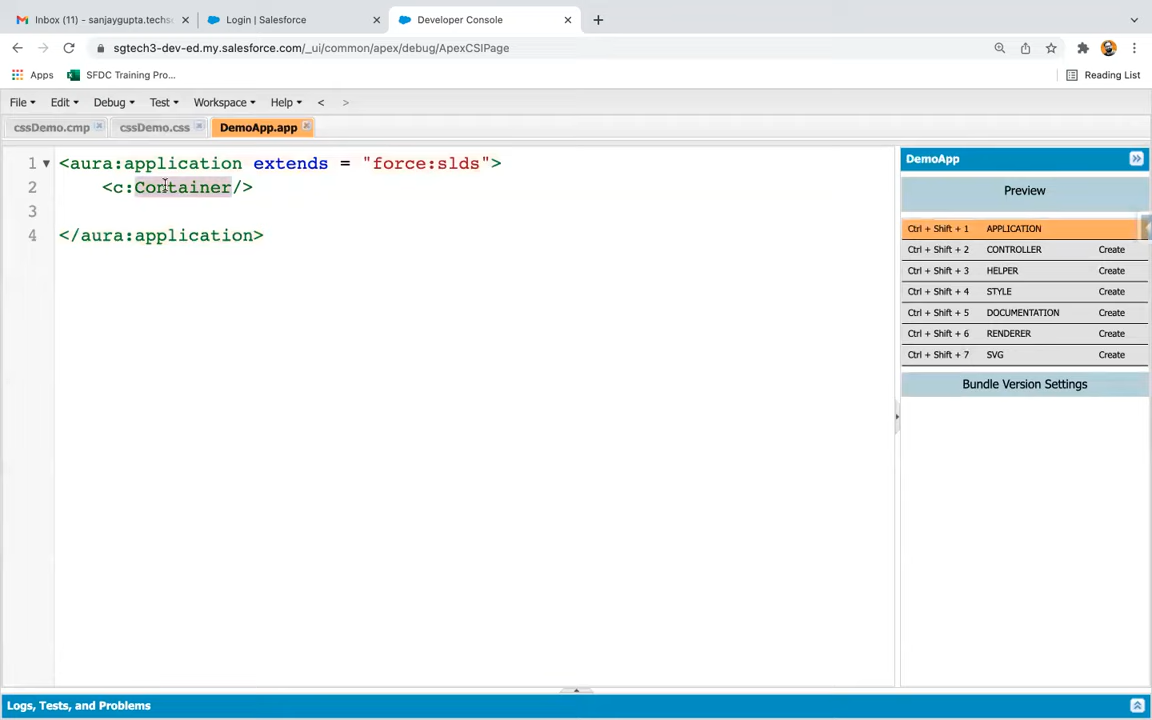 Inbox (11) - sanjaygupta.techsc
Login | Salesforce
Developer Console
sgtech3-dev-ed.my.salesforce.com/_ui/common/apex/debug/ApexCSIPage
Apps
SFDC Training Pro...
Reading List
File
Edit
Debug
Test
Workspace
Help
<
>
cssDemo.cmp
cssDemo.css
DemoApp.app
1 <aura:application extends = "force:slds">
2 <c:Container/>
3
4 </aura:application>
DemoApp
Preview
Ctrl + Shift + 1 APPLICATION
Ctrl + Shift + 2 CONTROLLER Create
Ctrl + Shift + 3 HELPER Create
Ctrl + Shift + 4 STYLE Create
Ctrl + Shift + 5 DOCUMENTATION Create
Ctrl + Shift + 6 RENDERER Create
Ctrl + Shift + 7 SVG Create
Bundle Version Settings
Logs, Tests, and Problems